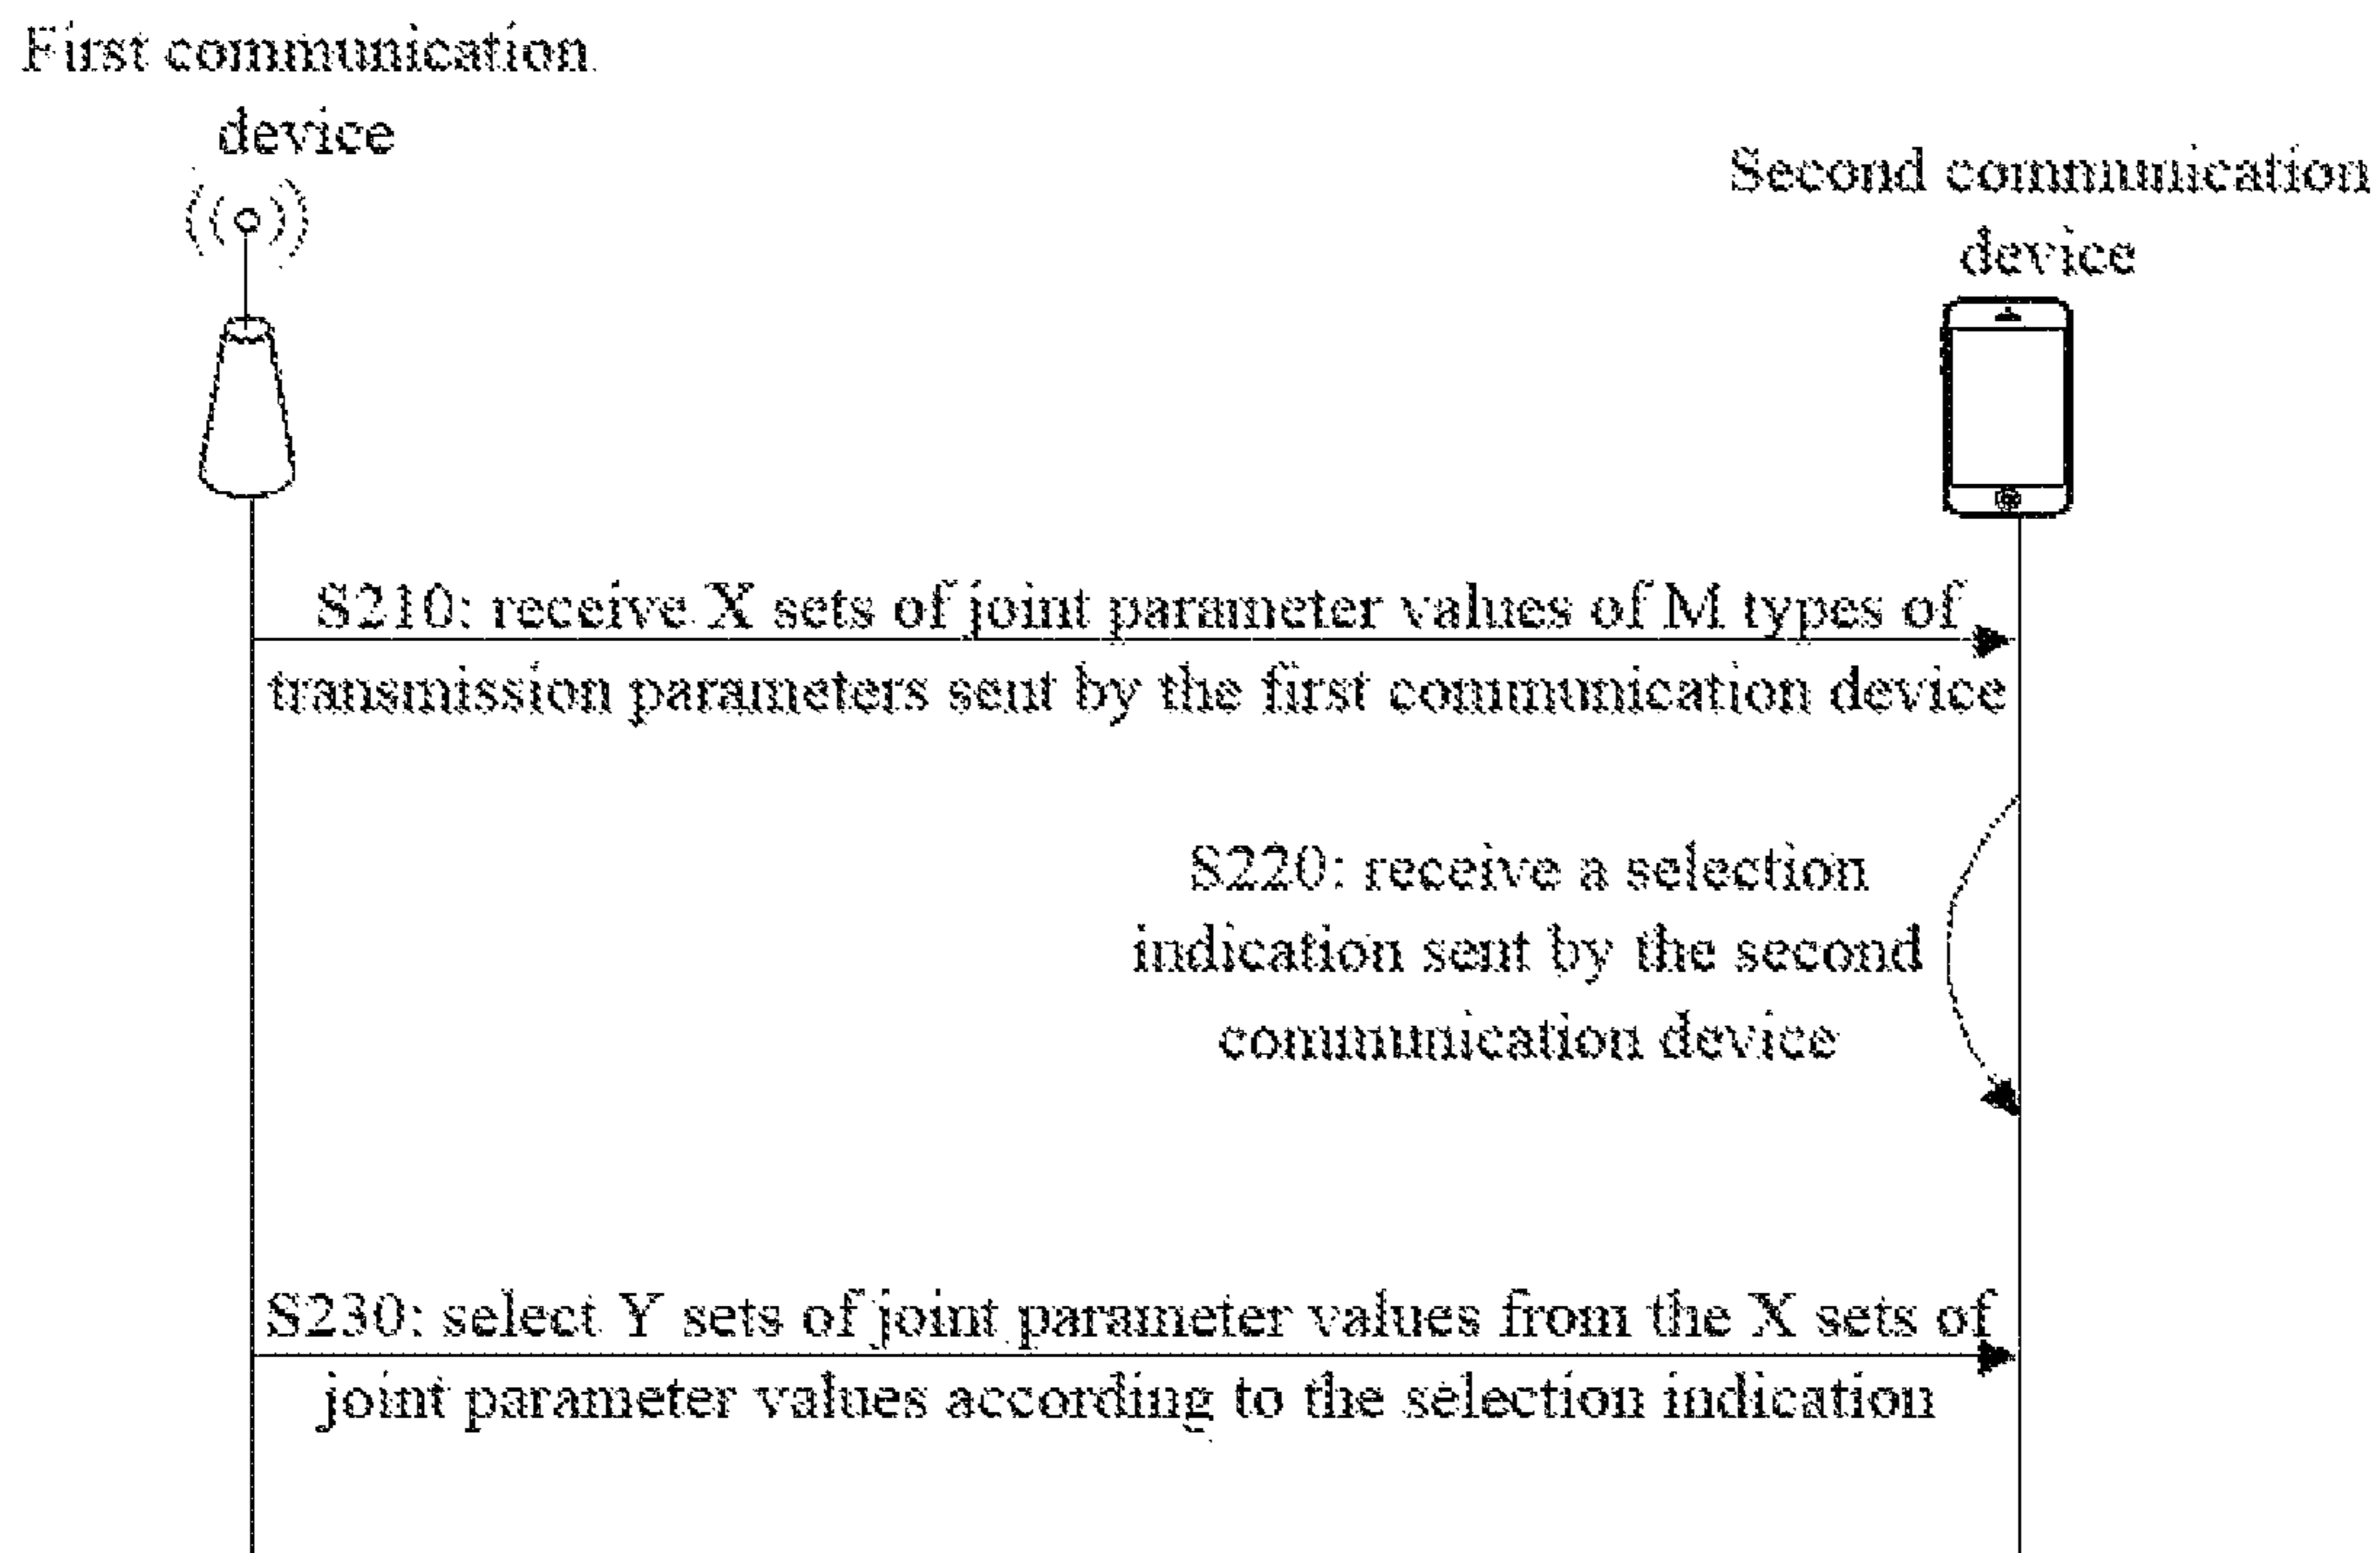 First communication
device
Second communication
device
S210: receive X sets of joint parameter values of M types of
transmission parameters sent by the first communication device
S220: receive a selection
indication sent by the second
communication device
S230: select Y sets of joint parameter values from the X sets of
joint parameter values according to the selection indication